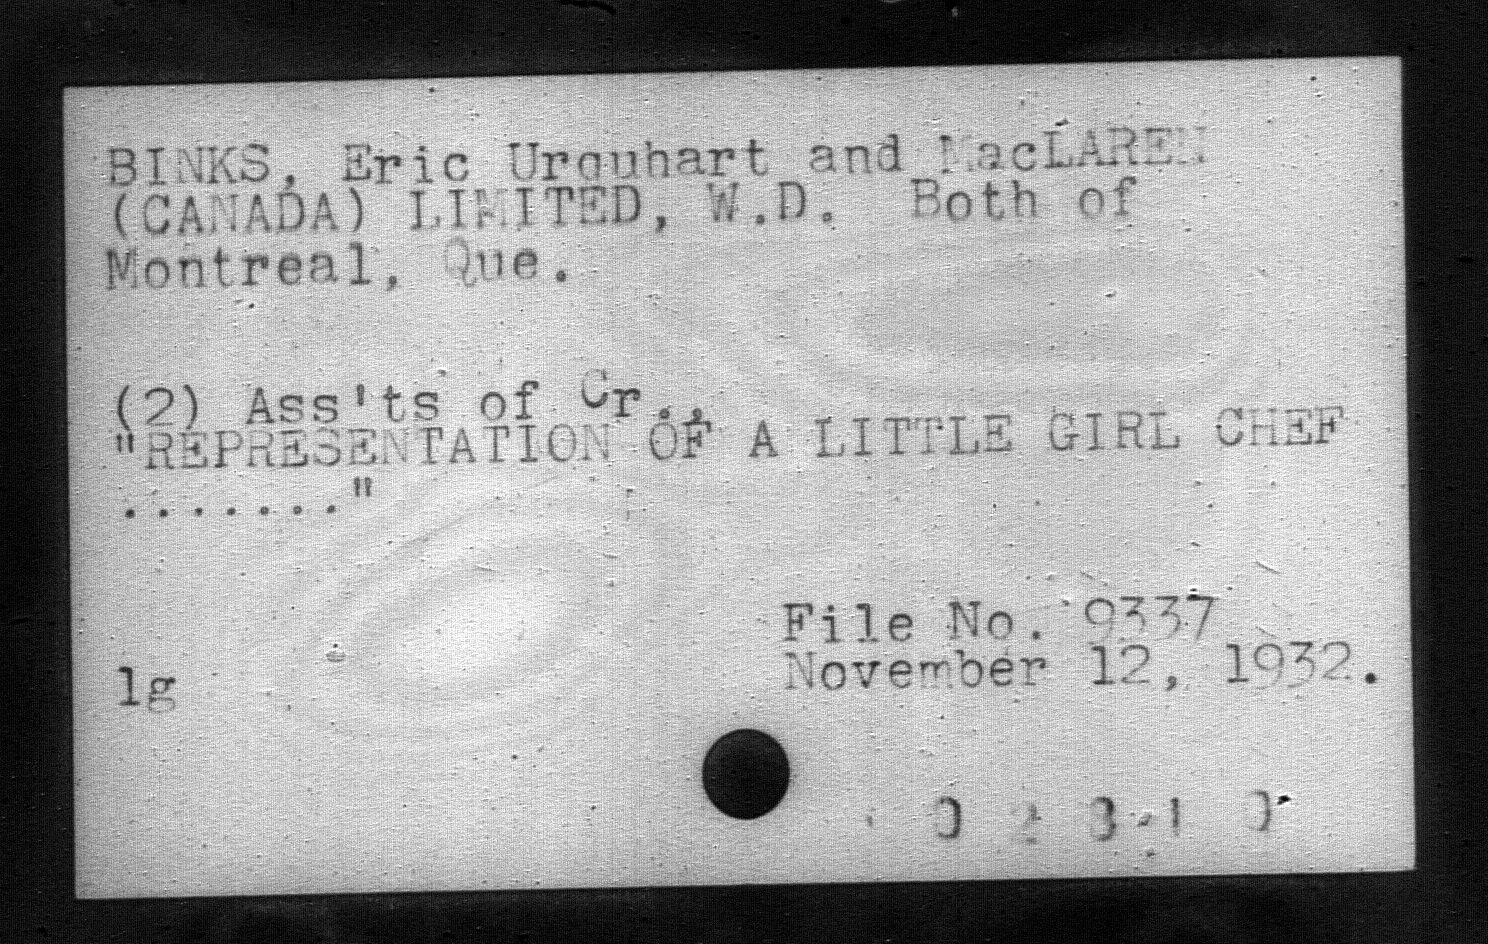 BINKS, Eric Urquhart and MacLAREN
(CANADA) LIMITED, W.D. Both of
Montreal, Que.
(2) Ass'ts of Cr.,
"REPRESENTATION OF A LITTLE GIRL CHEF
......."
File No. 9337
November 12, 1932.
lg